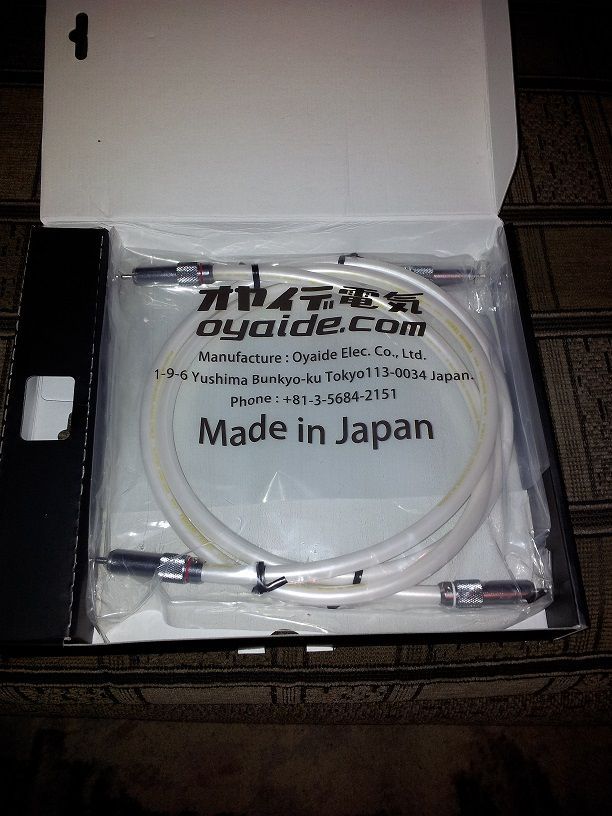 オヤイデ電気
oyaide.com
Manufacture : Oyaide Elec. Co., Ltd.
1-9-6 Yushima Bunkyo-ku Tokyo113-0034 Japan.
Phone : +81-3-5684-2151
Made in Japan